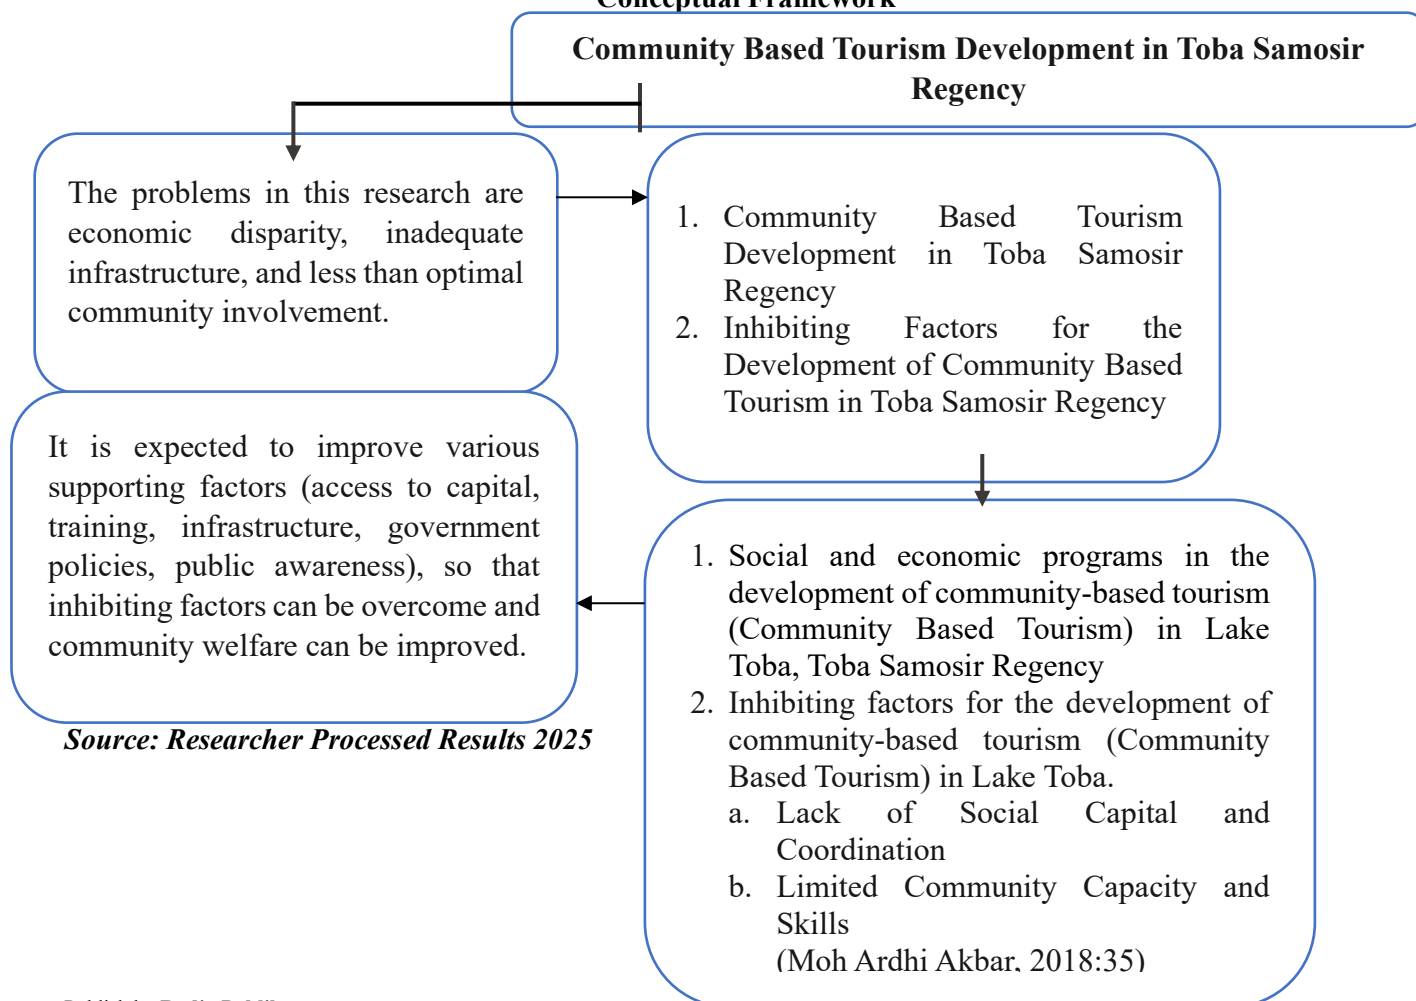 Conceptual Framework
Community Based Tourism Development in Toba Samosir
Regency
The problems in this research are
economic disparity, inadequate
infrastructure, and less than optimal
community involvement.
1. Community Based Tourism
Development in Toba Samosir
Regency
2. Inhibiting Factors for the
Development of Community Based
Tourism in Toba Samosir Regency
It is expected to improve various
supporting factors (access to capital,
training, infrastructure, government
policies, public awareness), so that
inhibiting factors can be overcome and
community welfare can be improved.
1. Social and economic programs in the
development of community-based tourism
(Community Based Tourism) in Lake
Toba, Toba Samosir Regency
2. Inhibiting factors for the development of
community-based tourism (Community
Based Tourism) in Lake Toba.
a. Lack of Social Capital and
Coordination
b. Limited Community Capacity and
Skills
(Moh Ardhi Akbar, 2018:35)
Source: Researcher Processed Results 2025